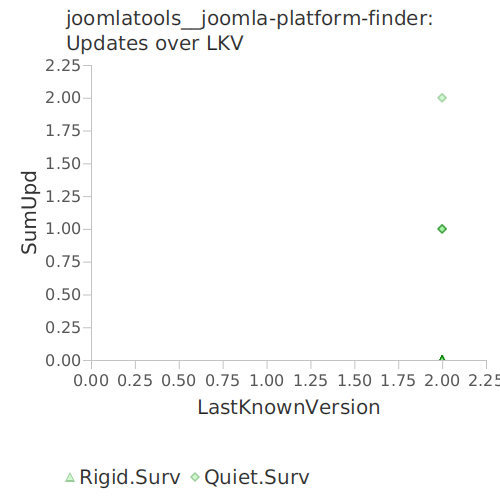 joomlatools__joomla-platform-finder:
Updates over LKV
2.25
2.00
1.75
1.50
1.25
1.00
0.75
0.50
0.25
0.00
SumUpd
0.00 0.25 0.50 0.75 1.00 1.25 1.50 1.75 2.00 2.25
LastKnownVersion
Rigid.Surv Quiet.Surv